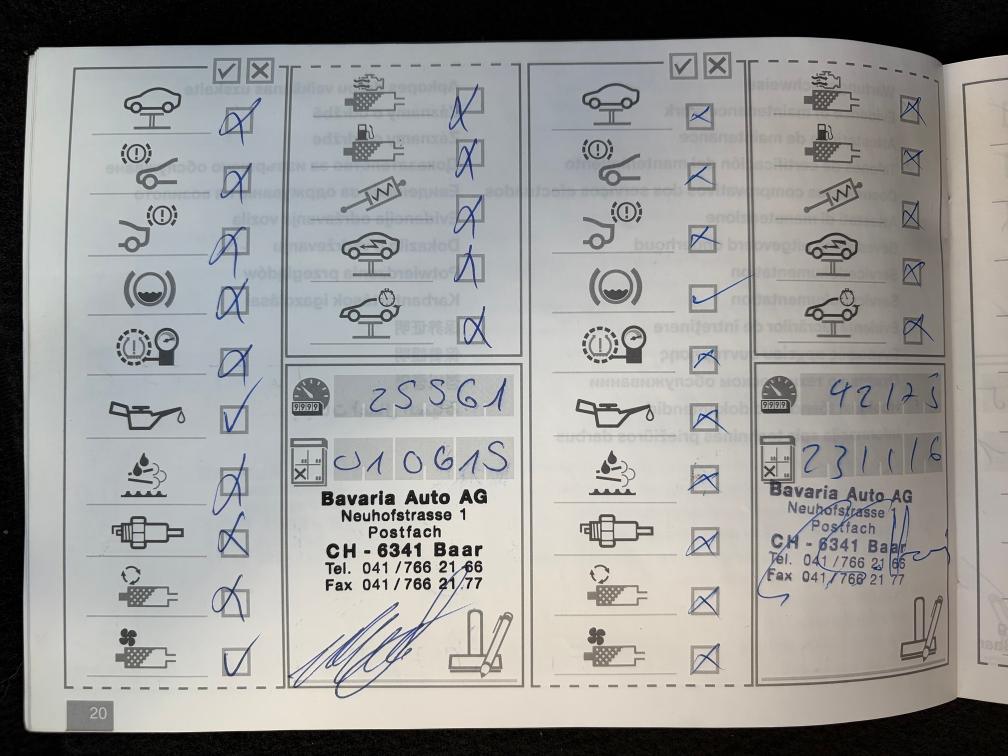 25561
010615
Bavaria Auto AG
Neuhofstrasse 1
Postfach
CH - 6341 Baar
Tel. 041/766 21 66
Fax 041/766 21 77
42173
231116
Bavaria Auto AG
Neuhofstrasse 1
Postfach
CH - 6341 Baar
Tel. 041/766 21 66
Fax 041/766 21 77
20